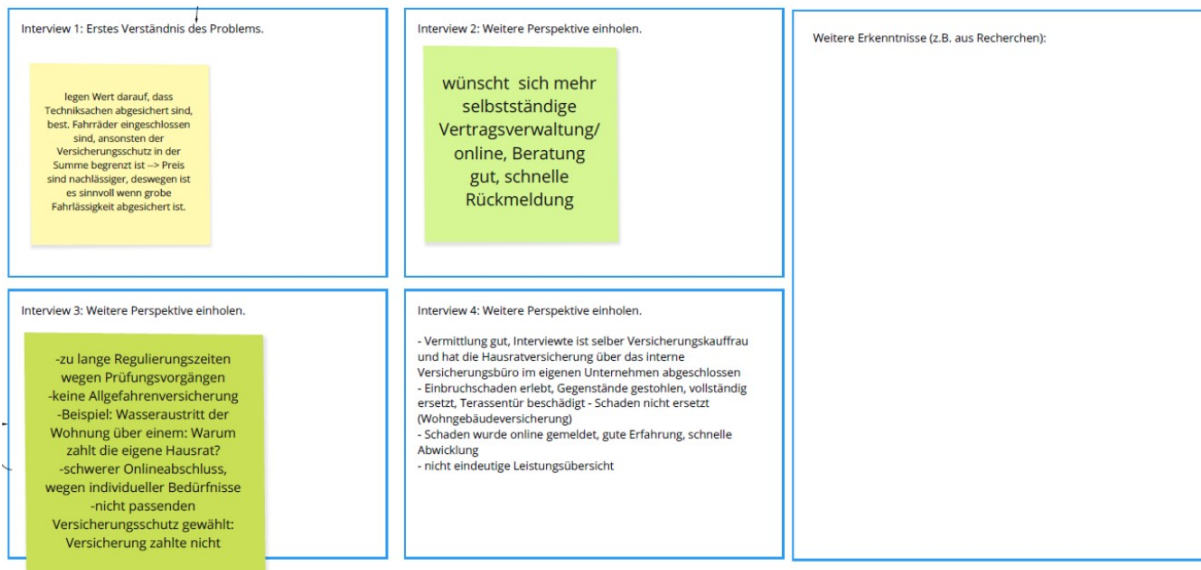 Interview 1: Erstes Verständnis des Problems.
legen Wert darauf, dass
Techniksachen abgesichert sind,
best. Fahrräder eingeschlossen
sind, ansonsten der
Versicherungsschutz in der
Summe begrenzt ist --> Preis
sind nachlässiger, deswegen ist
es sinnvoll wenn grobe
Fahrlässigkeit abgesichert ist.
Interview 2: Weitere Perspektive einholen.
wünscht sich mehr
selbstständige
Vertragsverwaltung/
online, Beratung
gut, schnelle
Rückmeldung
Weitere Erkenntnisse (z.B. aus Recherchen):
Interview 3: Weitere Perspektive einholen.
-zu lange Regulierungszeiten
wegen Prüfungsvorgängen
-keine Allgefahrenversicherung
-Beispiel: Wasseraustritt der
Wohnung über einem: Warum
zahlt die eigene Hausrat?
-schwerer Onlineabschluss,
wegen individueller Bedürfnisse
-nicht passenden
Versicherungsschutz gewählt:
Versicherung zahlte nicht
Interview 4: Weitere Perspektive einholen.
- Vermittlung gut, Interviewte ist selber Versicherungskauffrau
und hat die Hausratversicherung über das interne
Versicherungsbüro im eigenen Unternehmen abgeschlossen
- Einbruchschaden erlebt, Gegenstände gestohlen, vollständig
ersetzt, Terassentür beschädigt - Schaden nicht ersetzt
(Wohngebäudeversicherung)
- Schaden wurde online gemeldet, gute Erfahrung, schnelle
Abwicklung
- nicht eindeutige Leistungsübersicht